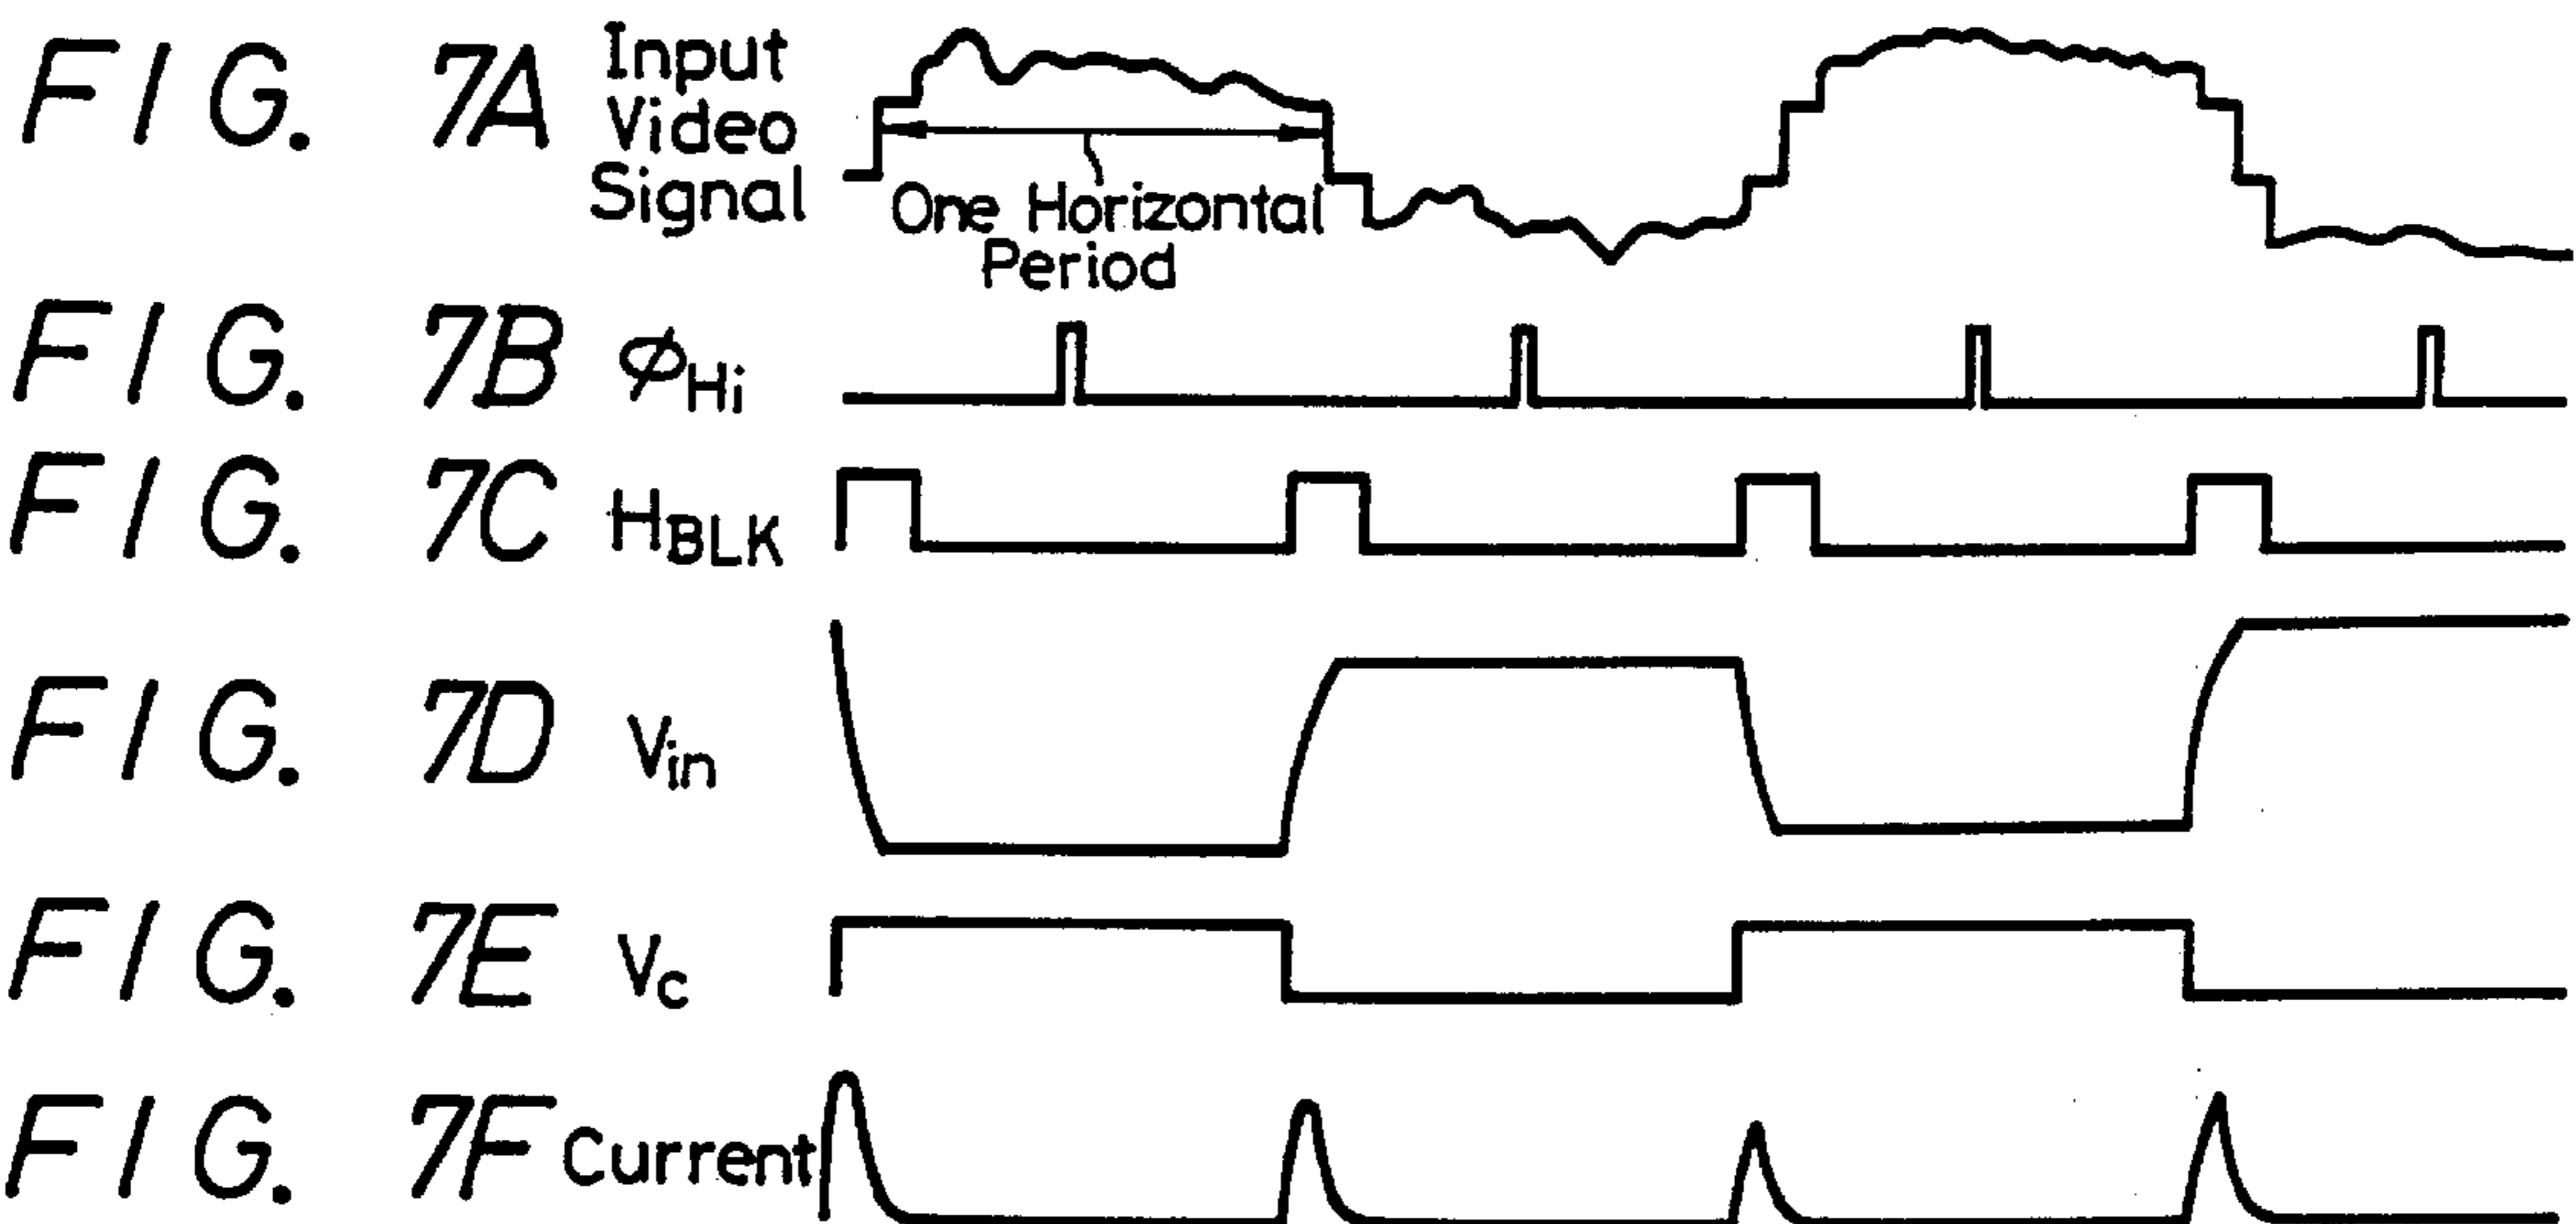 FIG. 7A Input Video Signal
One Horizontal Period
FIG. 7B ϕHi
FIG. 7C HBLK
FIG. 7D Vin
FIG. 7E Vc
FIG. 7F Current